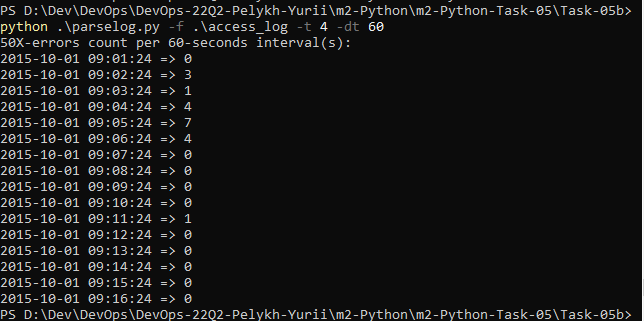 PS D:\Dev\DevOps\DevOps-22Q2-Pelykh-Yurii\m2-Python\m2-Python-Task-05\Task-05b>
python .\parselog.py -f .\access_log -t 4 -dt 60
50X-errors count per 60-seconds interval(s):
2015-10-01 09:01:24 => 0
2015-10-01 09:02:24 => 3
2015-10-01 09:03:24 => 1
2015-10-01 09:04:24 => 4
2015-10-01 09:05:24 => 7
2015-10-01 09:06:24 => 4
2015-10-01 09:07:24 => 0
2015-10-01 09:08:24 => 0
2015-10-01 09:09:24 => 0
2015-10-01 09:10:24 => 0
2015-10-01 09:11:24 => 1
2015-10-01 09:12:24 => 0
2015-10-01 09:13:24 => 0
2015-10-01 09:14:24 => 0
2015-10-01 09:15:24 => 0
2015-10-01 09:16:24 => 0
PS D:\Dev\DevOps\DevOps-22Q2-Pelykh-Yurii\m2-Python\m2-Python-Task-05\Task-05b>